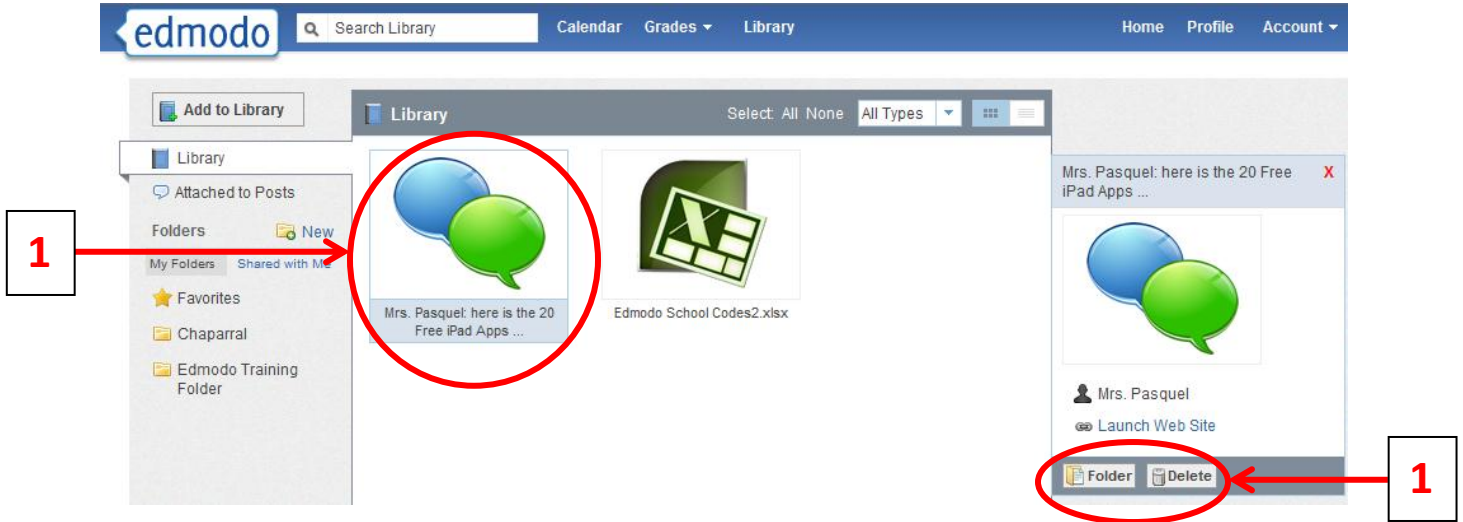 edmodo
Search Library
Calendar Grades Library
Home Profile Account
Add to Library
Library
Attached to Posts
Folders New
My Folders Shared with Me
Favorites
Chaparral
Edmodo Training
Folder
Library
Select: All None All Types
Mrs. Pasquel: here is the 20
Free iPad Apps ...
Edmodo School Codes2.xlsx
Mrs. Pasquel: here is the 20 Free X
iPad Apps ...
Mrs. Pasquel
Launch Web Site
Folder Delete
1
1